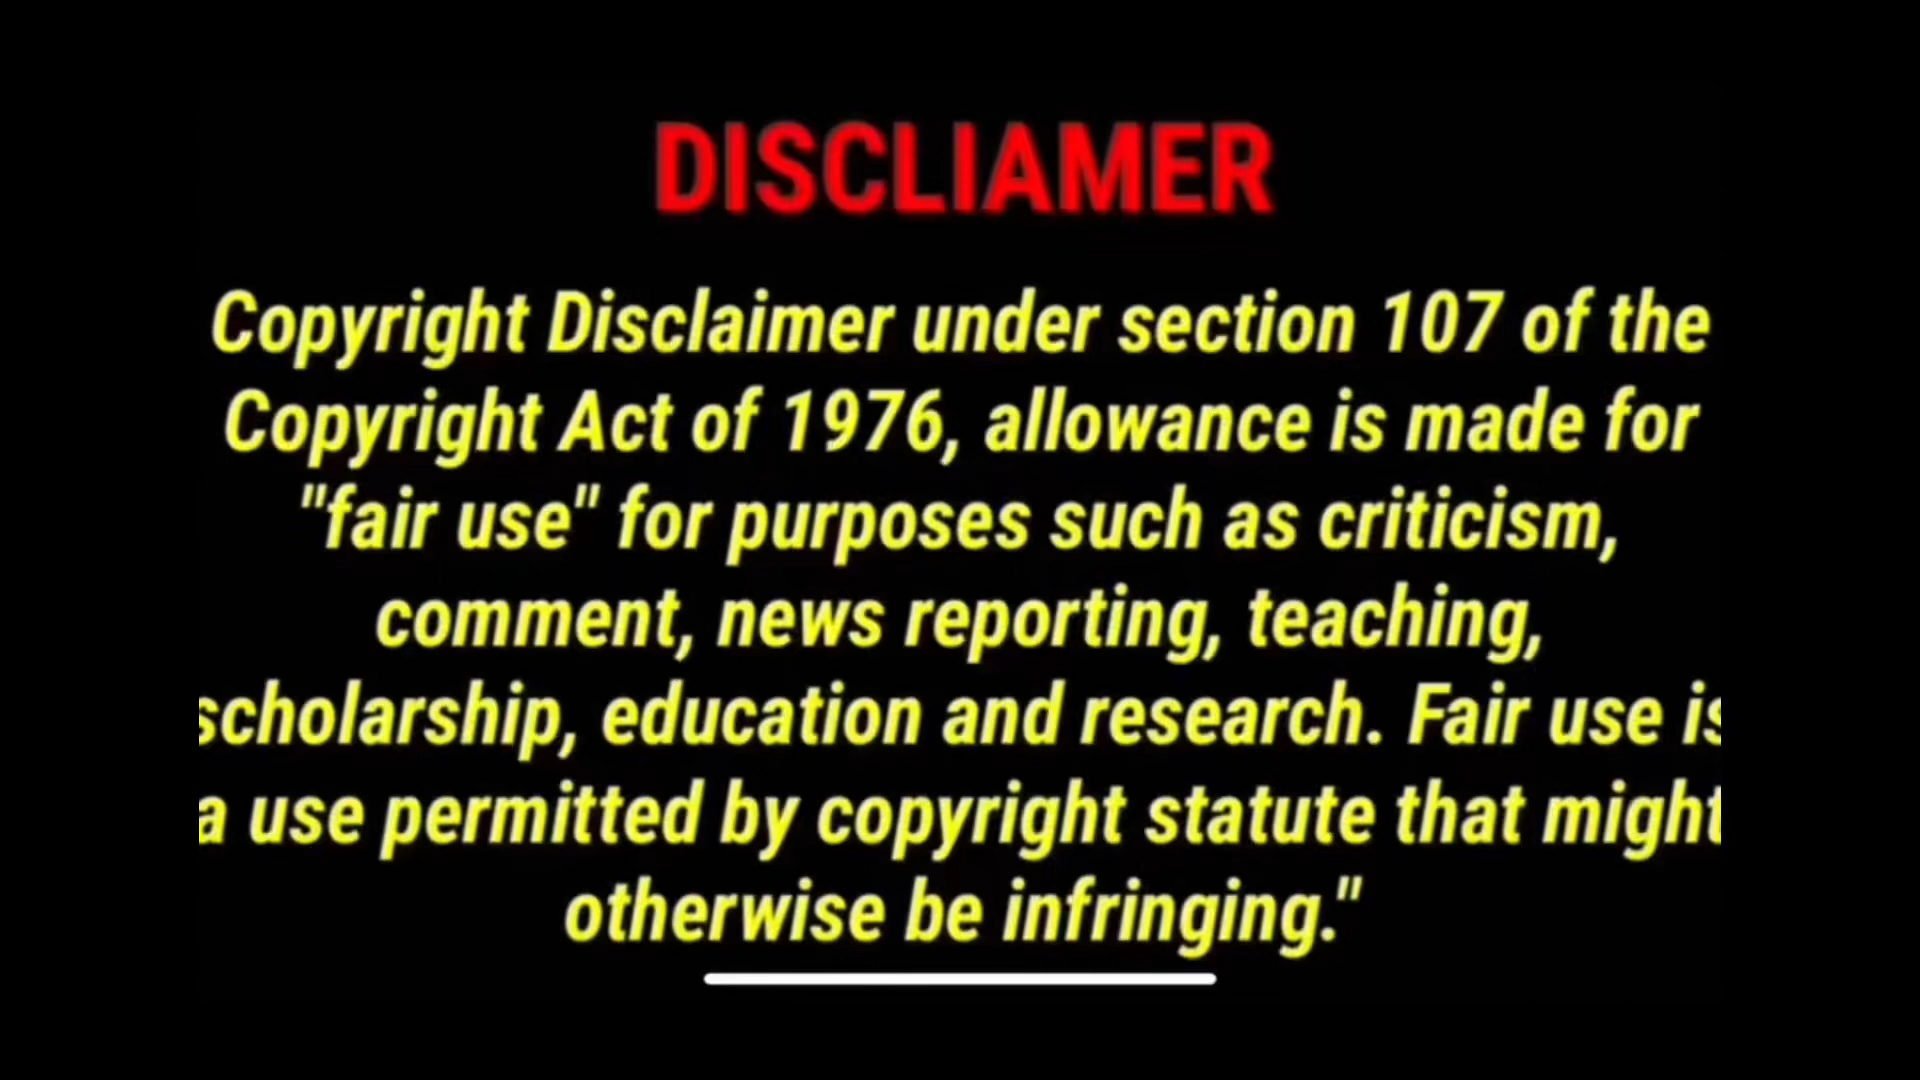 DISCLIAMER
Copyright Disclaimer under section 107 of the
Copyright Act of 1976, allowance is made for
"fair use" for purposes such as criticism,
comment, news reporting, teaching,
scholarship, education and research. Fair use is
a use permitted by copyright statute that might
otherwise be infringing."